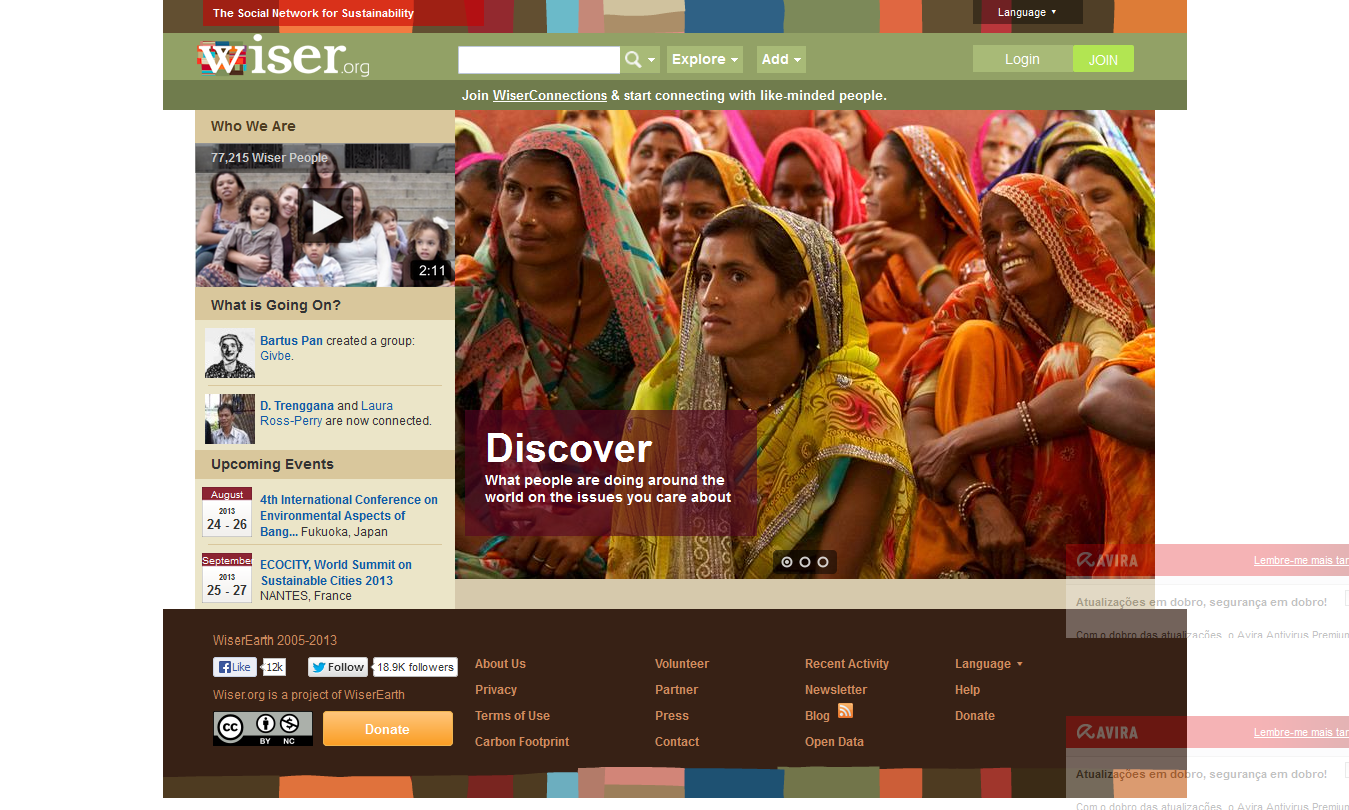 The Social Network for Sustainability
Language
wiser.org
Explore
Add
Login
JOIN
Join WiserConnections & start connecting with like-minded people.
Who We Are
77,215 Wiser People
2:11
What is Going On?
Bartus Pan created a group:
Givbe.
D. Trenggana and Laura
Ross-Perry are now connected.
Upcoming Events
August
2013
24 - 26
4th International Conference on
Environmental Aspects of
Bang... Fukuoka, Japan
September
2013
25 - 27
ECOCITY, World Summit on
Sustainable Cities 2013
NANTES, France
Discover
What people are doing around the
world on the issues you care about
AVIRA
Lembre-me mais tar
Atualizações em dobro, segurança em dobro!
Com o dobro das atualizações, o Avira Antivirus Premium
WiserEarth 2005-2013
Like
12k
Follow
18.9K followers
Wiser.org is a project of WiserEarth
CC
BY NC
Donate
About Us
Privacy
Terms of Use
Carbon Footprint
Volunteer
Partner
Press
Contact
Recent Activity
Newsletter
Blog
Open Data
Language
Help
Donate
AVIRA
Lembre-me mais tar
Atualizações em dobro, segurança em dobro!
Com o dobro das atualizações, o Avira Antivirus Premium